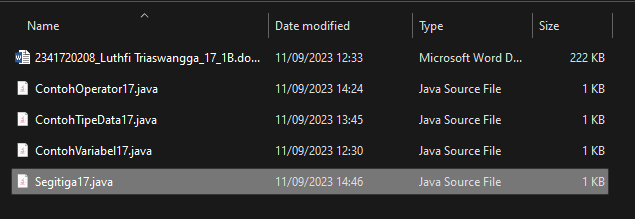 Name Date modified Type Size
2341720208_Luthfi Triaswangga_17_1B.do... 11/09/2023 12:33 Microsoft Word D... 222 KB
ContohOperator17.java 11/09/2023 14:24 Java Source File 1 KB
ContohTipeData17.java 11/09/2023 13:45 Java Source File 1 KB
ContohVariabel17.java 11/09/2023 12:30 Java Source File 1 KB
Segitiga17.java 11/09/2023 14:46 Java Source File 1 KB